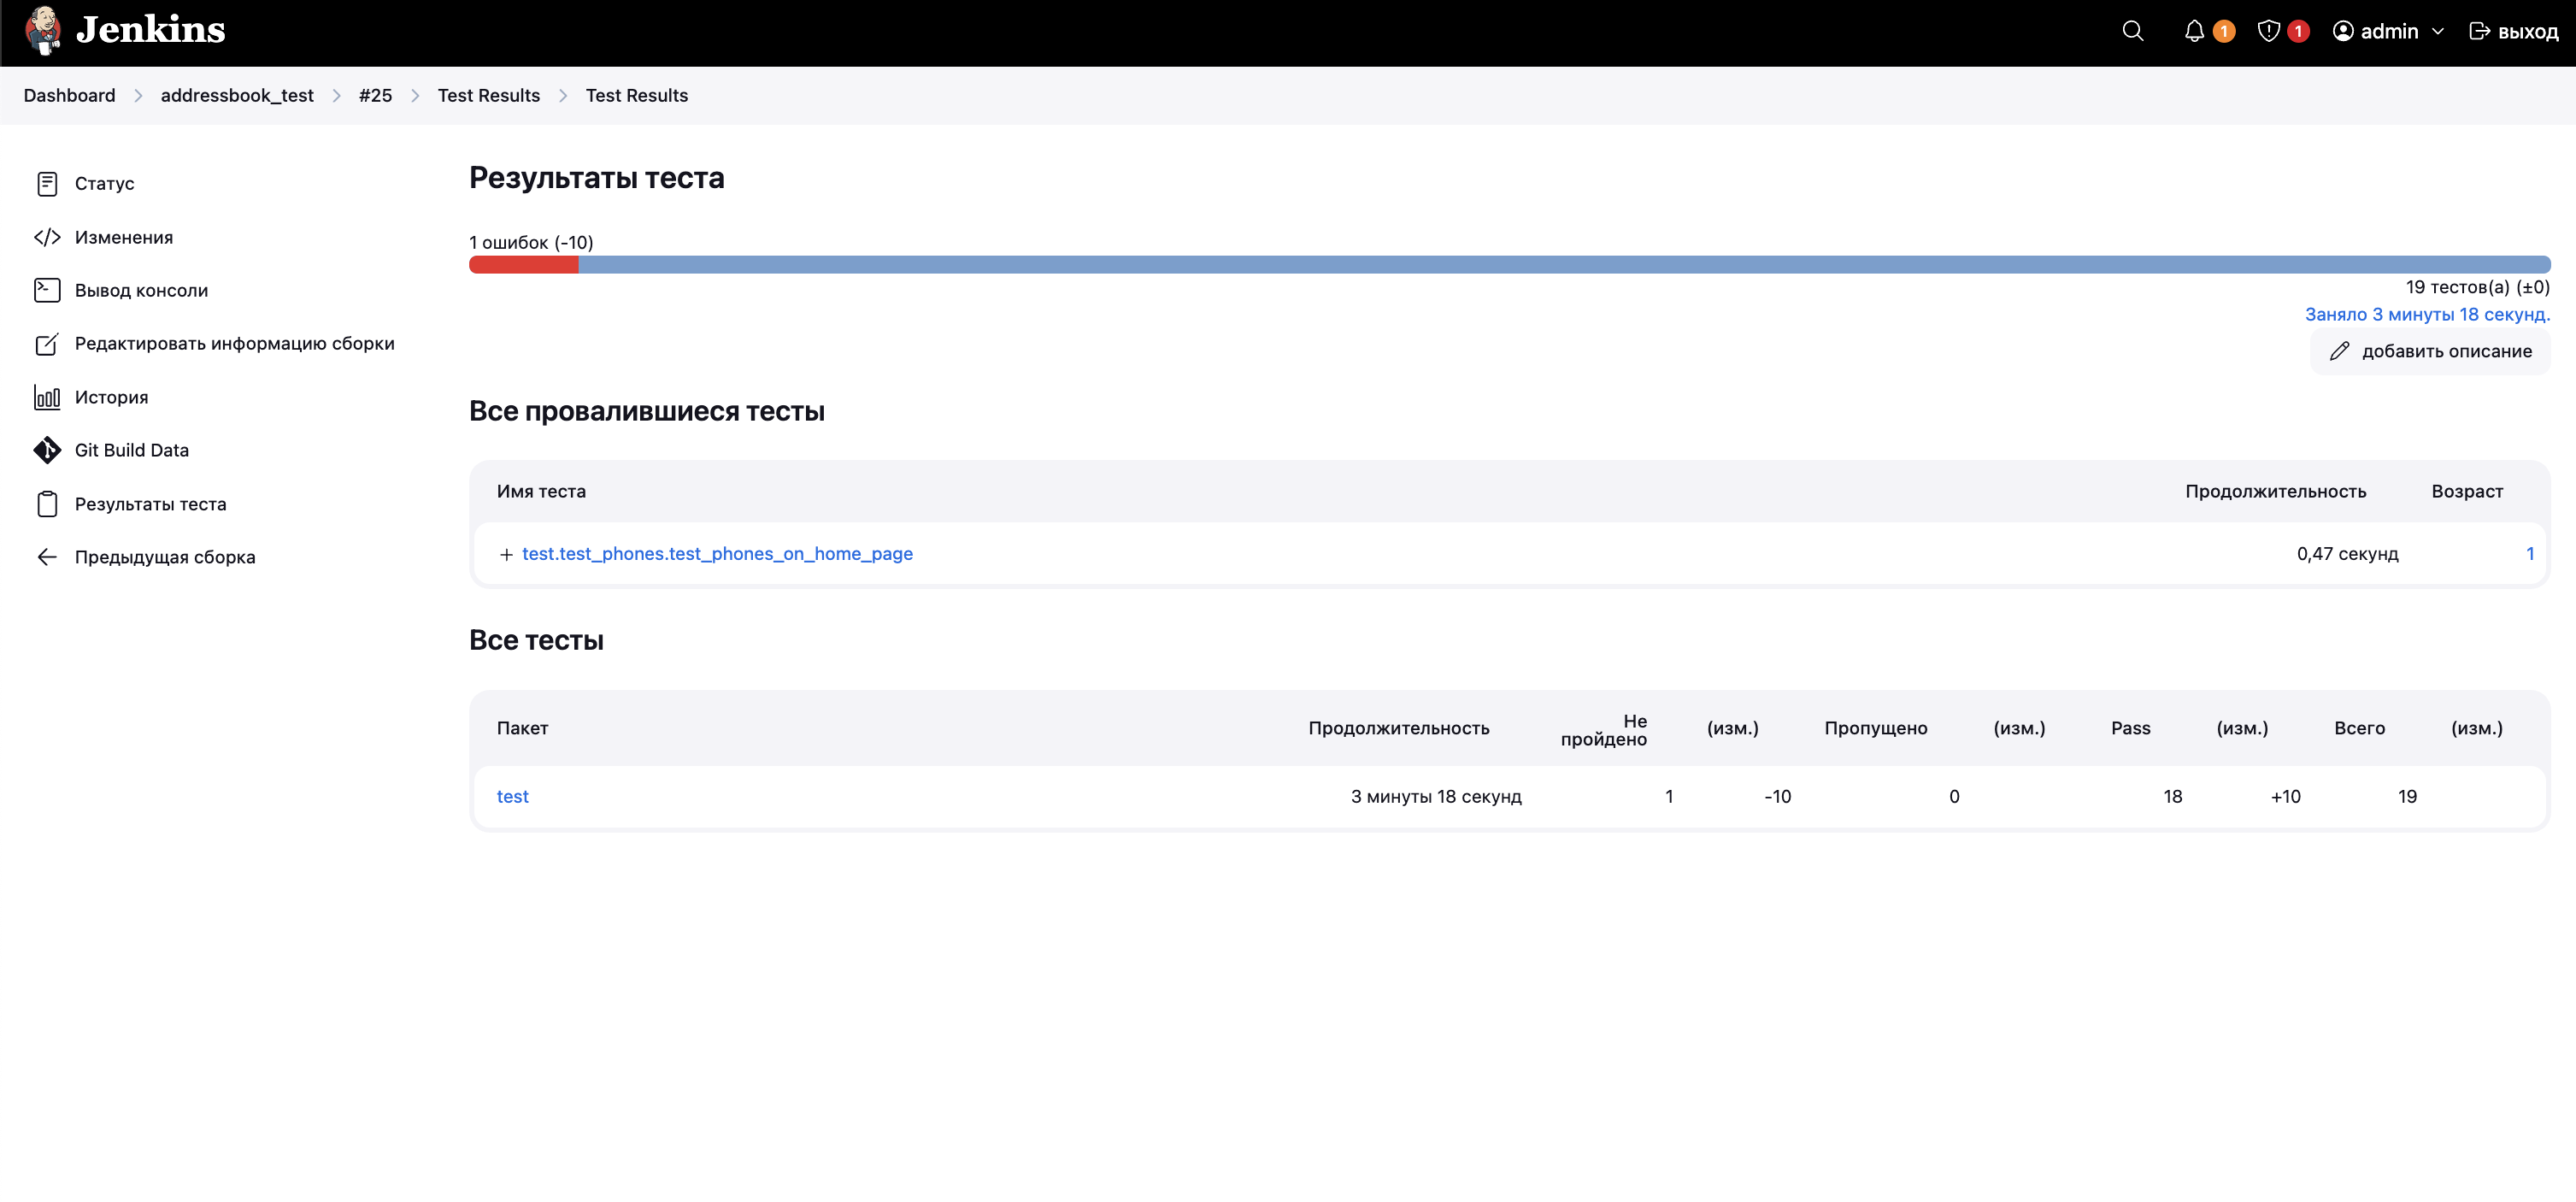 Jenkins
1
1
admin
выход
Dashboard > addressbook_test > #25 > Test Results > Test Results
Статус
Изменения
Вывод консоли
Редактировать информацию сборки
История
Git Build Data
Результаты теста
Предыдущая сборка
Результаты теста
1 ошибок (-10)
19 тестов(а) (±0)
Заняло 3 минуты 18 секунд.
добавить описание
Все провалившиеся тесты
Имя теста Продолжительность Возраст
+ test.test_phones.test_phones_on_home_page 0,47 секунд 1
Все тесты
Пакет Продолжительность Не пройдено (изм.) Пропущено (изм.) Pass (изм.) Всего (изм.)
test 3 минуты 18 секунд 1 -10 0 18 +10 19